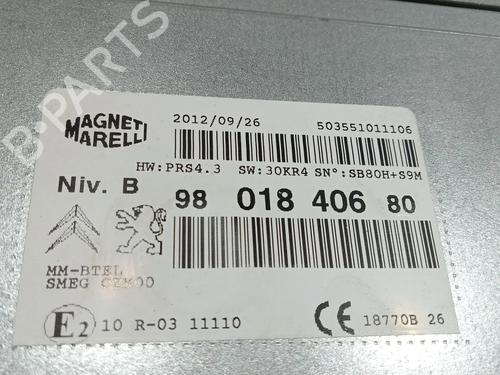 B-PARTS
MAGNETI
MARELLI
2012/09/26
503551011106
HW:PRS4.3 SW:30KR4 SN°:SB80H+S9M
Niv. B
98 018 406 80
MM-BTEL
SMEG
E2 10 R-03 11110
CE 18770B 26